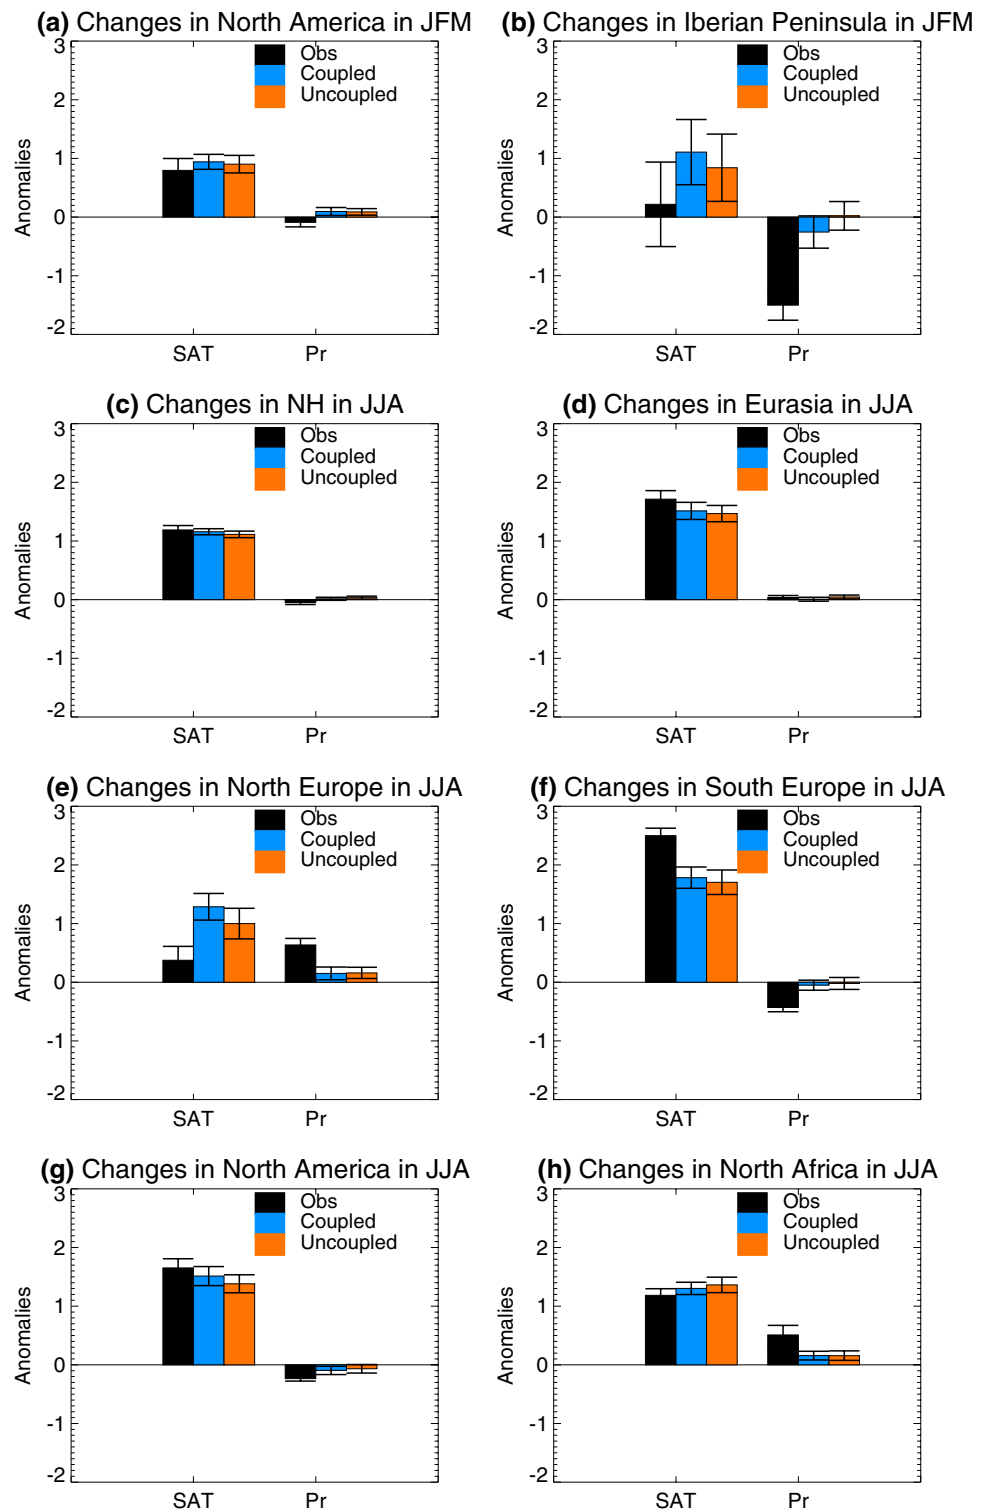 (a) Changes in North America in JFM
3
2
1
0
-1
-2
Anomalies
Obs
Coupled
Uncoupled
SAT Pr
(b) Changes in Iberian Peninsula in JFM
3
2
1
0
-1
-2
Anomalies
Obs
Coupled
Uncoupled
SAT Pr
(c) Changes in NH in JJA
3
2
1
0
-1
-2
Anomalies
Obs
Coupled
Uncoupled
SAT Pr
(d) Changes in Eurasia in JJA
3
2
1
0
-1
-2
Anomalies
Obs
Coupled
Uncoupled
SAT Pr
(e) Changes in North Europe in JJA
3
2
1
0
-1
-2
Anomalies
Obs
Coupled
Uncoupled
SAT Pr
(f) Changes in South Europe in JJA
3
2
1
0
-1
-2
Anomalies
Obs
Coupled
Uncoupled
SAT Pr
(g) Changes in North America in JJA
3
2
1
0
-1
-2
Anomalies
Obs
Coupled
Uncoupled
SAT Pr
(h) Changes in North Africa in JJA
3
2
1
0
-1
-2
Anomalies
Obs
Coupled
Uncoupled
SAT Pr